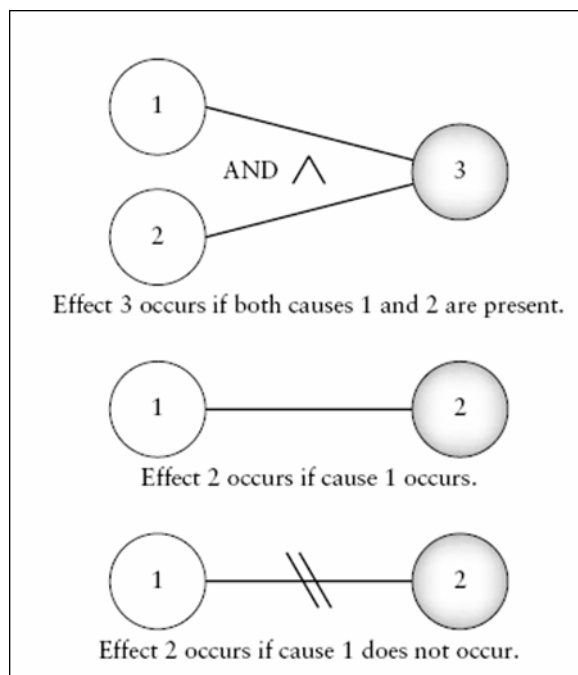 1
AND ∧
3
2
Effect 3 occurs if both causes 1 and 2 are present.
1
2
Effect 2 occurs if cause 1 occurs.
1
2
Effect 2 occurs if cause 1 does not occur.